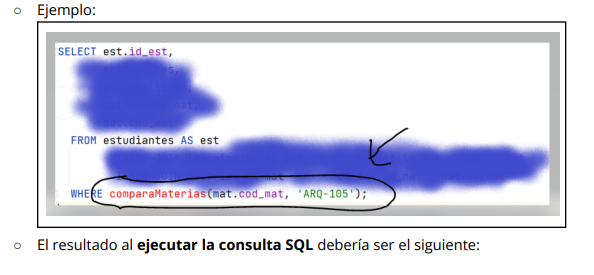 Ejemplo:
SELECT est.id_est,
FROM estudiantes AS est
WHERE comparaMaterias(mat.cod_mat, 'ARQ-105');
El resultado al ejecutar la consulta SQL debería ser el siguiente: